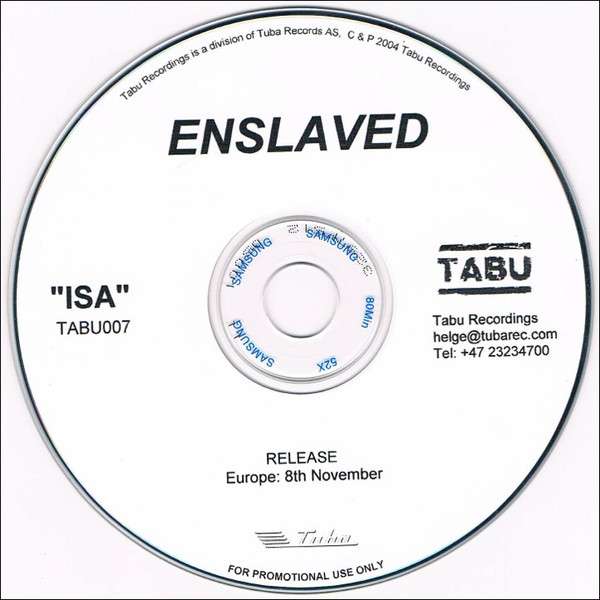 Tabu Recordings is a division of Tuba Records AS, C & P 2004 Tabu Recordings
ENSLAVED
"ISA"
TABU007
TABU
Tabu Recordings
helge@tubarec.com
Tel: +47 23234700
SAMSUNG
SAMSUNG
80Min
52X
SAMSUNG
RELEASE
Europe: 8th November
Tuba
FOR PROMOTIONAL USE ONLY